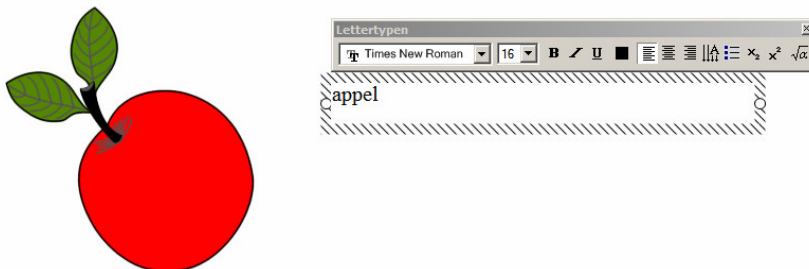 Lettertypen
Times New Roman 16 B I U x₂ x² √α
appel